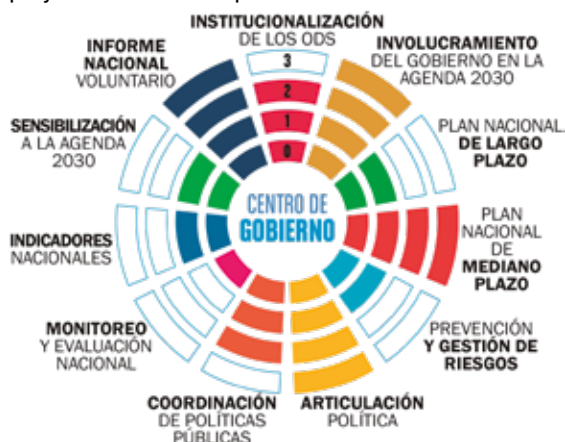 INSTITUCIONALIZACIÓN
DE LOS ODS
INVOLUCRAMIENTO
DEL GOBIERNO EN LA
AGENDA 2030
PLAN NACIONAL
DE LARGO
PLAZO
PLAN
NACIONAL
DE
MEDIANO
PLAZO
PREVENCIÓN
Y GESTIÓN DE
RIESGOS
ARTICULACIÓN
POLÍTICA
COORDINACIÓN
DE POLÍTICAS
PÚBLICAS
MONITOREO
Y EVALUACIÓN
NACIONAL
INDICADORES
NACIONALES
SENSIBILIZACIÓN
A LA AGENDA
2030
INFORME
NACIONAL
VOLUNTARIO
3
2
1
0
CENTRO DE
GOBIERNO